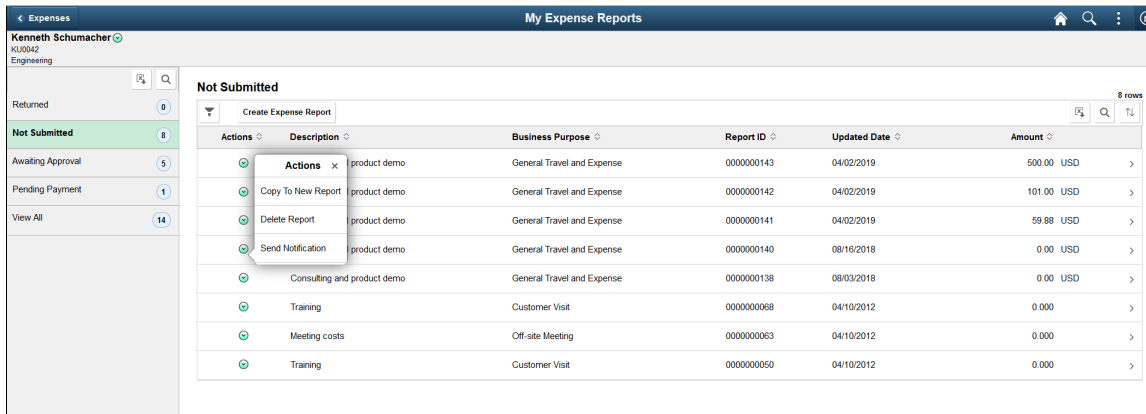 Expenses
My Expense Reports
Kenneth Schumacher
KU0042
Engineering
Returned 0
Not Submitted 8
Awaiting Approval 5
Pending Payment 1
View All 14
Not Submitted
8 rows
Create Expense Report
Actions Description Business Purpose Report ID Updated Date Amount
product demo General Travel and Expense 0000000143 04/02/2019 500.00 USD
product demo General Travel and Expense 0000000142 04/02/2019 101.00 USD
product demo General Travel and Expense 0000000141 04/02/2019 59.88 USD
product demo General Travel and Expense 0000000140 08/16/2018 0.00 USD
Consulting and product demo General Travel and Expense 0000000138 08/03/2018 0.00 USD
Training Customer Visit 0000000068 04/10/2012 0.000
Meeting costs Off-site Meeting 0000000063 04/10/2012 0.000
Training Customer Visit 0000000050 04/10/2012 0.000
Actions ×
Copy To New Report
Delete Report
Send Notification